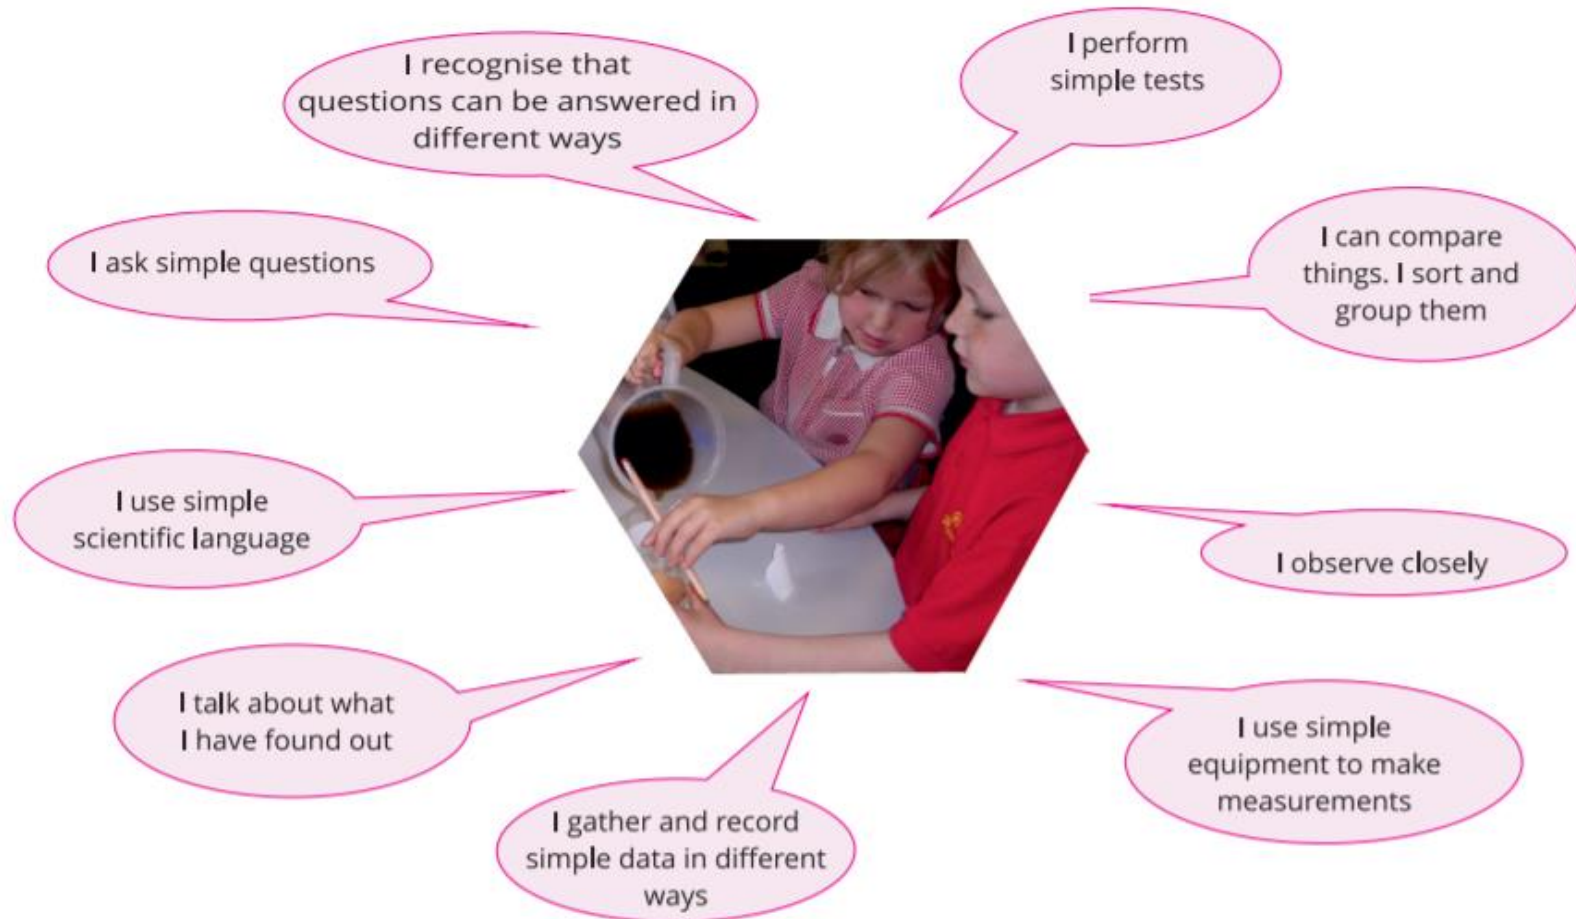 I recognise that
questions can be answered in
different ways
I perform
simple tests
I ask simple questions
I can compare
things. I sort and
group them
I use simple
scientific language
I observe closely
I talk about what
I have found out
I use simple
equipment to make
measurements
I gather and record
simple data in different
ways